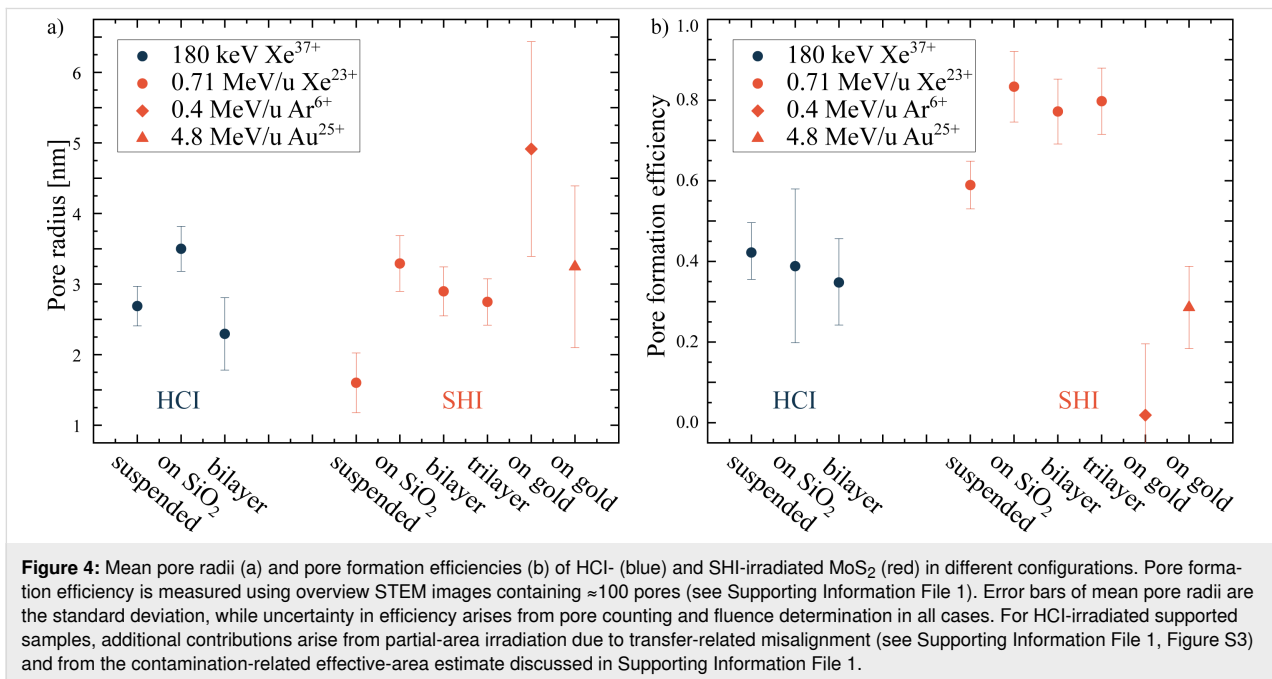 a)
180 keV Xe³⁷⁺
0.71 MeV/u Xe²³⁺
0.4 MeV/u Ar⁶⁺
4.8 MeV/u Au²⁵⁺
Pore radius [nm]
6
5
4
3
2
1
HCI
SHI
suspended
on SiO₂
bilayer
suspended
on SiO₂
bilayer
trilayer
on gold
on gold
b)
180 keV Xe³⁷⁺
0.71 MeV/u Xe²³⁺
0.4 MeV/u Ar⁶⁺
4.8 MeV/u Au²⁵⁺
Pore formation efficiency
1.0
0.8
0.6
0.4
0.2
0.0
HCI
SHI
suspended
on SiO₂
bilayer
suspended
on SiO₂
bilayer
trilayer
on gold
on gold
Figure 4: Mean pore radii (a) and pore formation efficiencies (b) of HCI- (blue) and SHI-irradiated MoS₂ (red) in different configurations. Pore forma-
tion efficiency is measured using overview STEM images containing ≈100 pores (see Supporting Information File 1). Error bars of mean pore radii are
the standard deviation, while uncertainty in efficiency arises from pore counting and fluence determination in all cases. For HCI-irradiated supported
samples, additional contributions arise from partial-area irradiation due to transfer-related misalignment (see Supporting Information File 1, Figure S3)
and from the contamination-related effective-area estimate discussed in Supporting Information File 1.